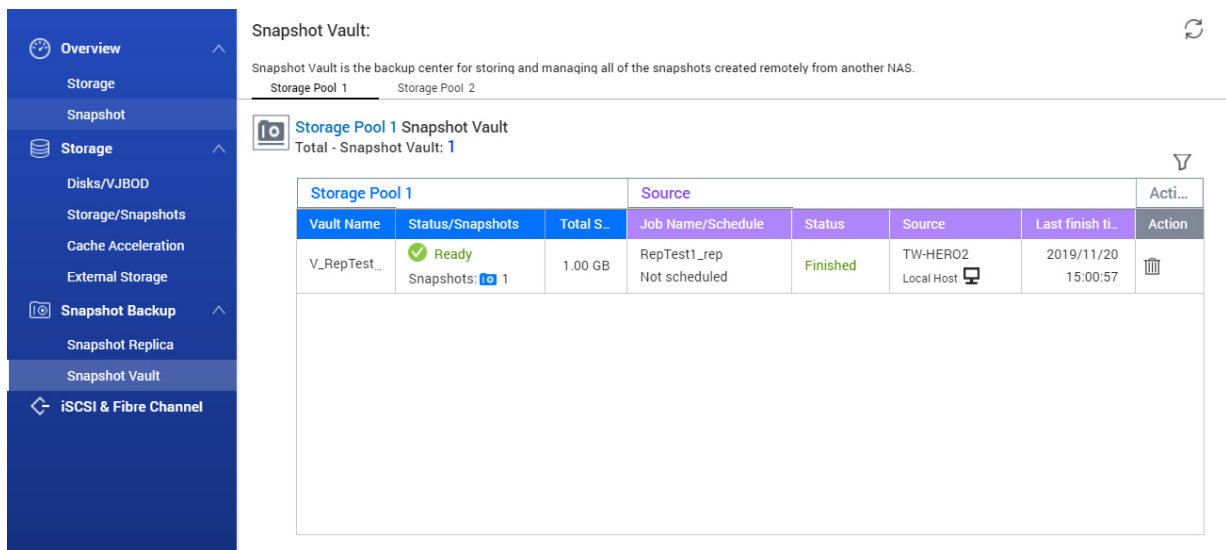 Overview
Storage
Snapshot
Storage
Disks/VJBOD
Storage/Snapshots
Cache Acceleration
External Storage
Snapshot Backup
Snapshot Replica
Snapshot Vault
iSCSI & Fibre Channel
Snapshot Vault:
Snapshot Vault is the backup center for storing and managing all of the snapshots created remotely from another NAS.
Storage Pool 1 Storage Pool 2
Storage Pool 1 Snapshot Vault
Total - Snapshot Vault: 1
Storage Pool 1 Source Acti...
Vault Name Status/Snapshots Total S... Job Name/Schedule Status Source Last finish ti... Action
V_RepTest_ Ready 1.00 GB RepTest1_rep Finished TW-HERO2 2019/11/20
Snapshots: 1 Not scheduled Local Host 15:00:57